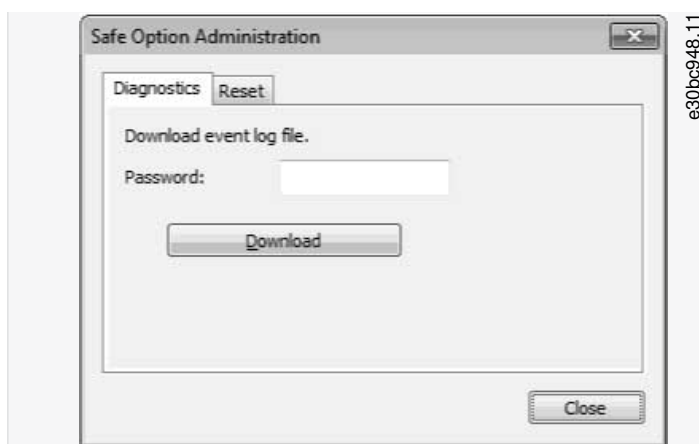 Safe Option Administration
Diagnostics
Reset
Download event log file.
Password:
Download
Close
e30bc948.11